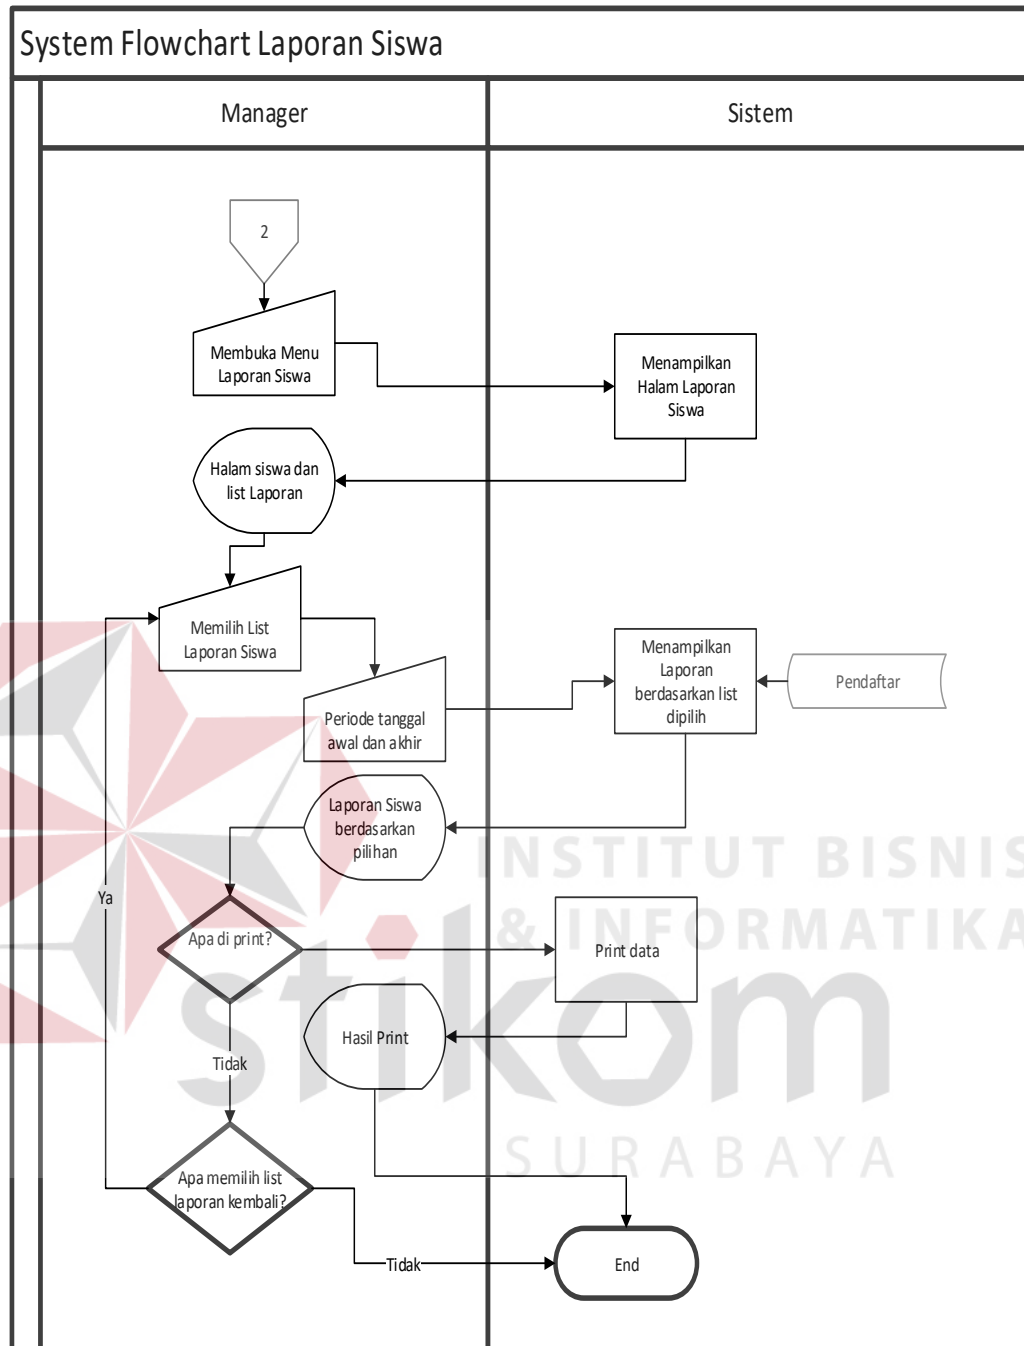 System Flowchart Laporan Siswa
Manager
Sistem
2
Membuka Menu
Laporan Siswa
Menampilkan
Halam Laporan
Siswa
Halam siswa dan
list Laporan
Memilih List
Laporan Siswa
Periode tanggal
awal dan akhir
Menampilkan
Laporan
berdasarkan list
dipilih
Pendaftar
Laporan Siswa
berdasarkan
pilihan
INSTITUT BISNIS
& INFORMATIKA
stikom
SURABAYA
Ya
Apa di print?
Print data
Hasil Print
Tidak
Apa memilih list
laporan kembali?
Tidak
End